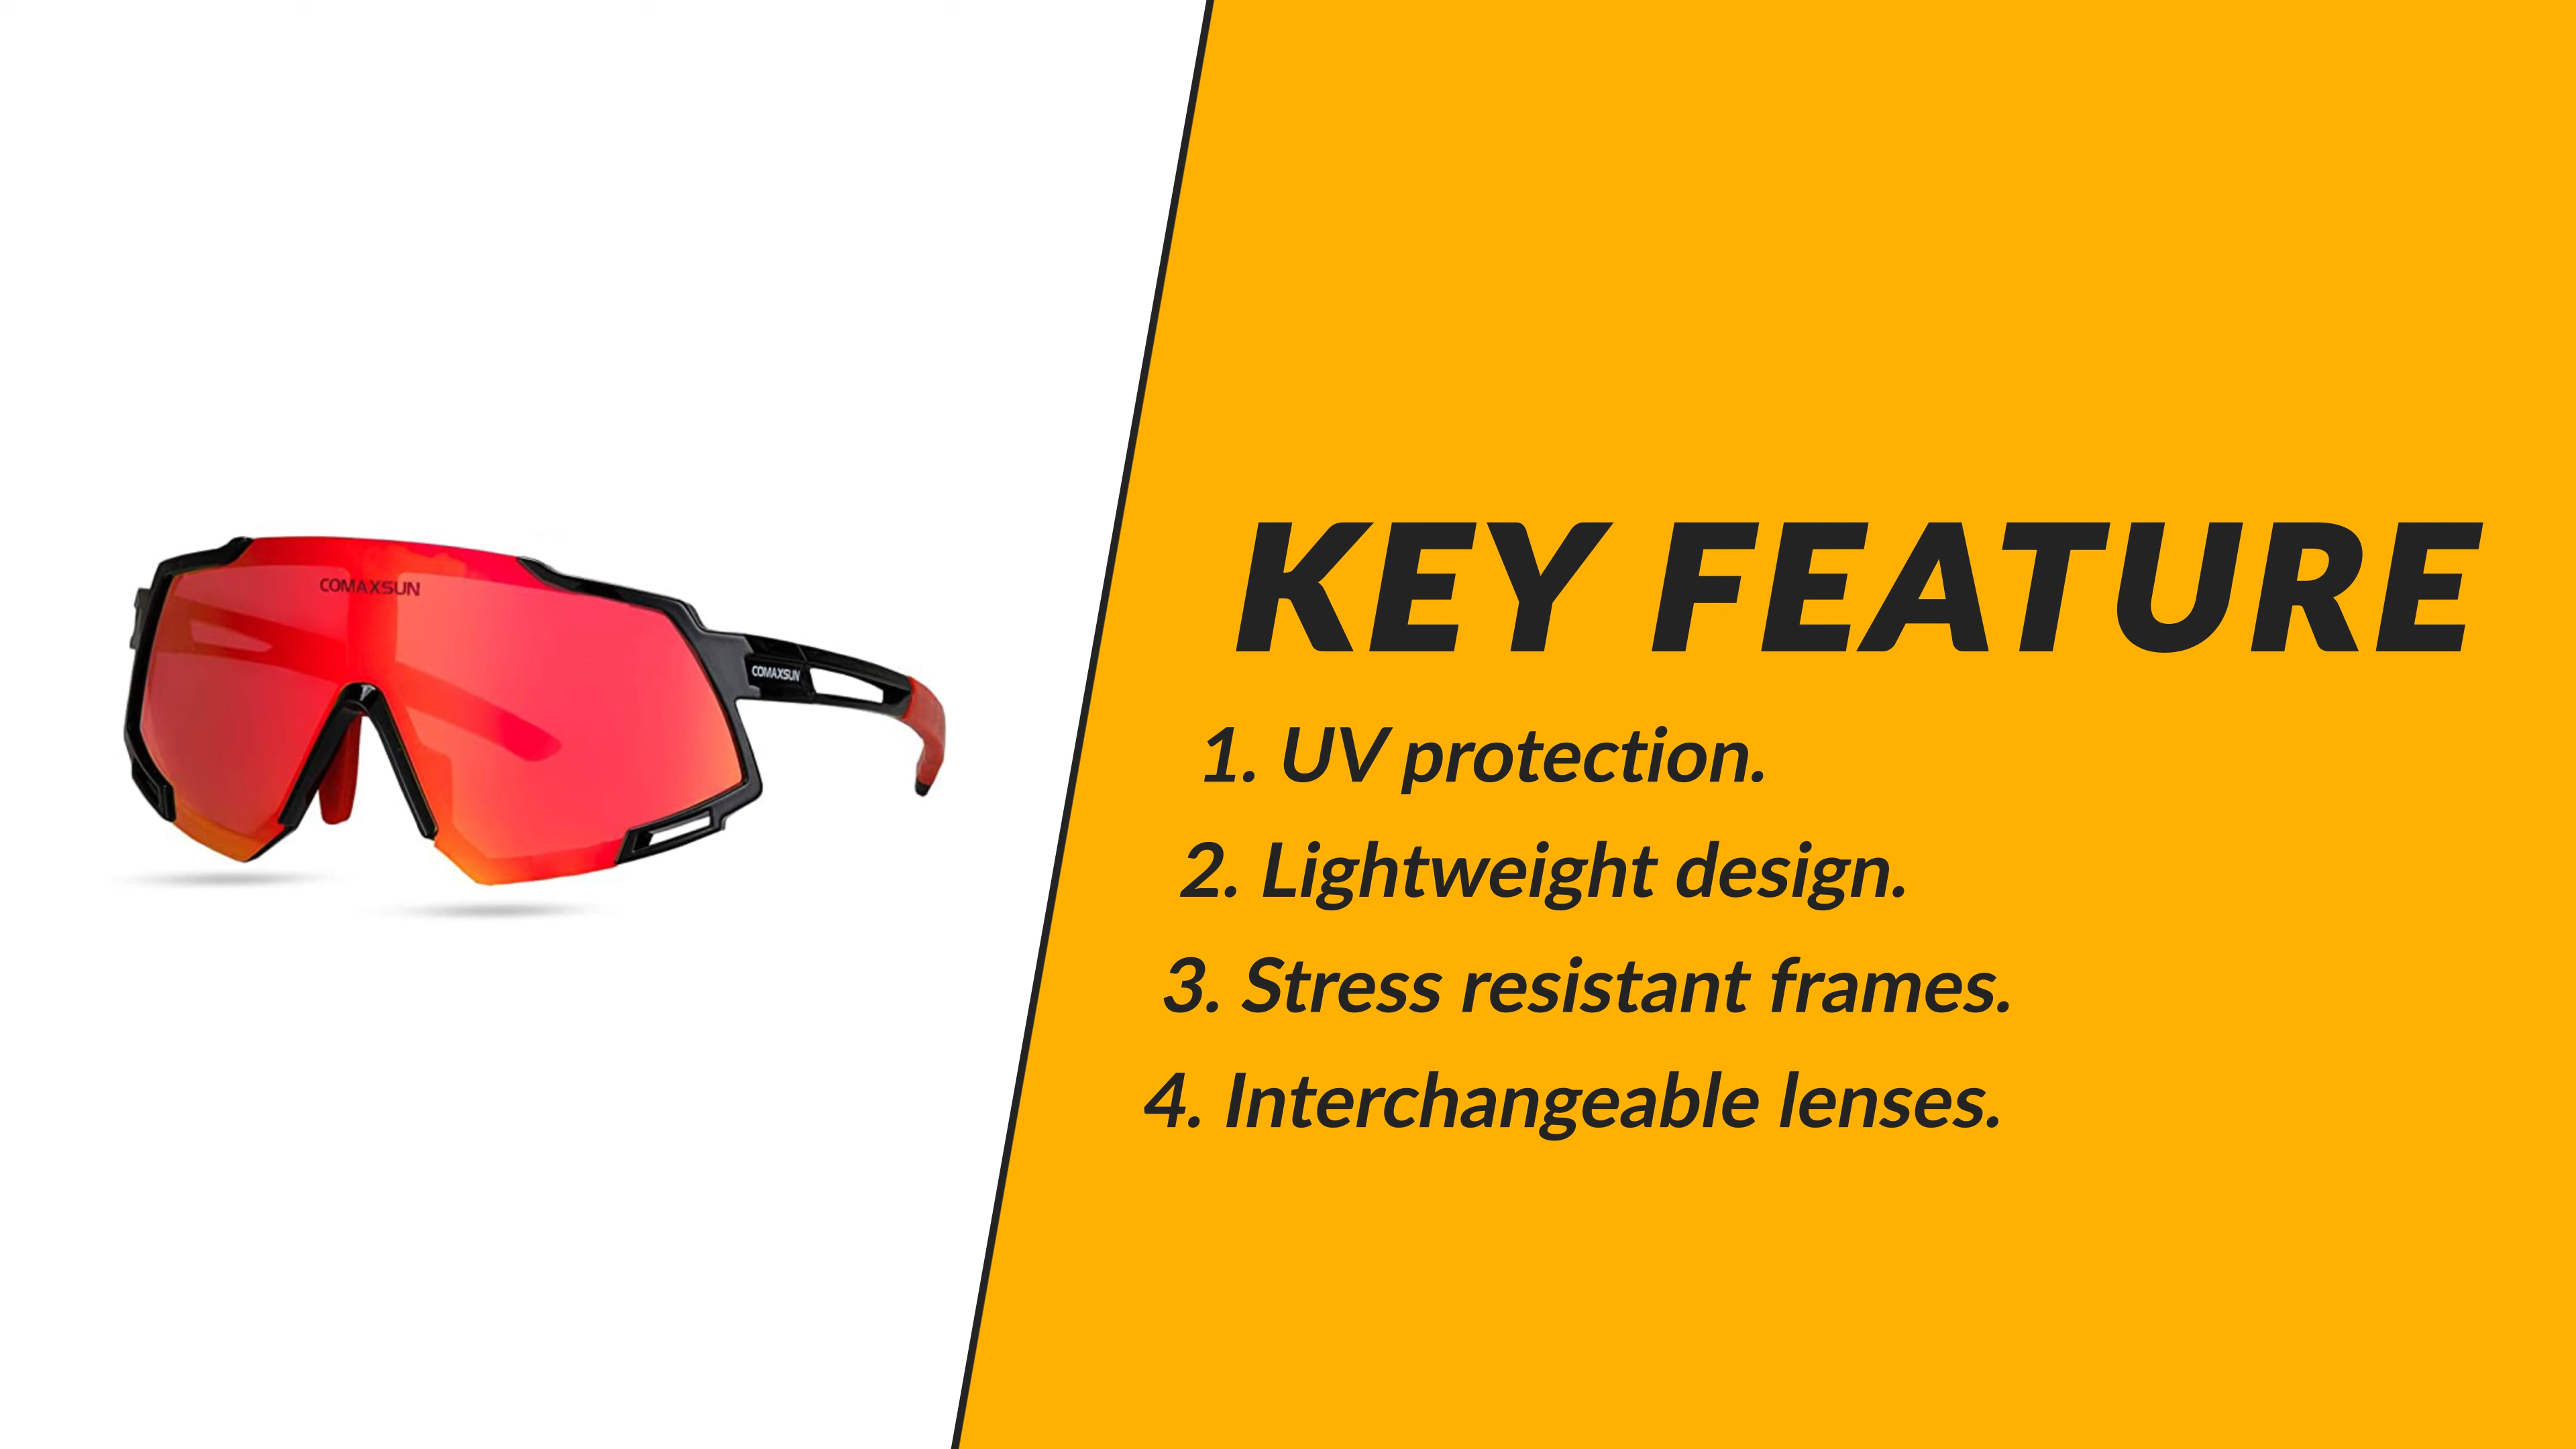 COMAXSUN
COMAXSUN
KEY FEATURE
1. UV protection.
2. Lightweight design.
3. Stress resistant frames.
4. Interchangeable lenses.